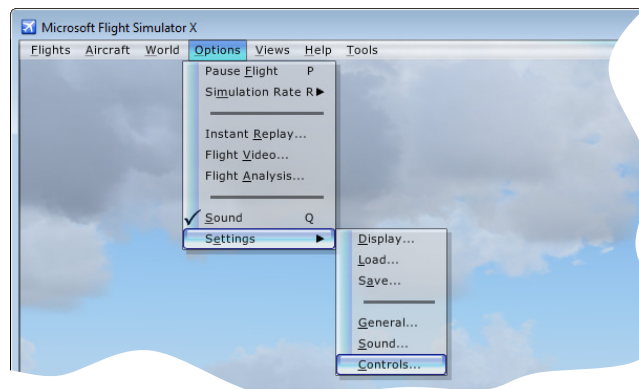 Microsoft Flight Simulator X
Flights Aircraft World Options Views Help Tools
Pause Flight P
Simulation Rate R
Instant Replay...
Flight Video...
Flight Analysis...
Sound Q
Settings
Display...
Load...
Save...
General...
Sound...
Controls...